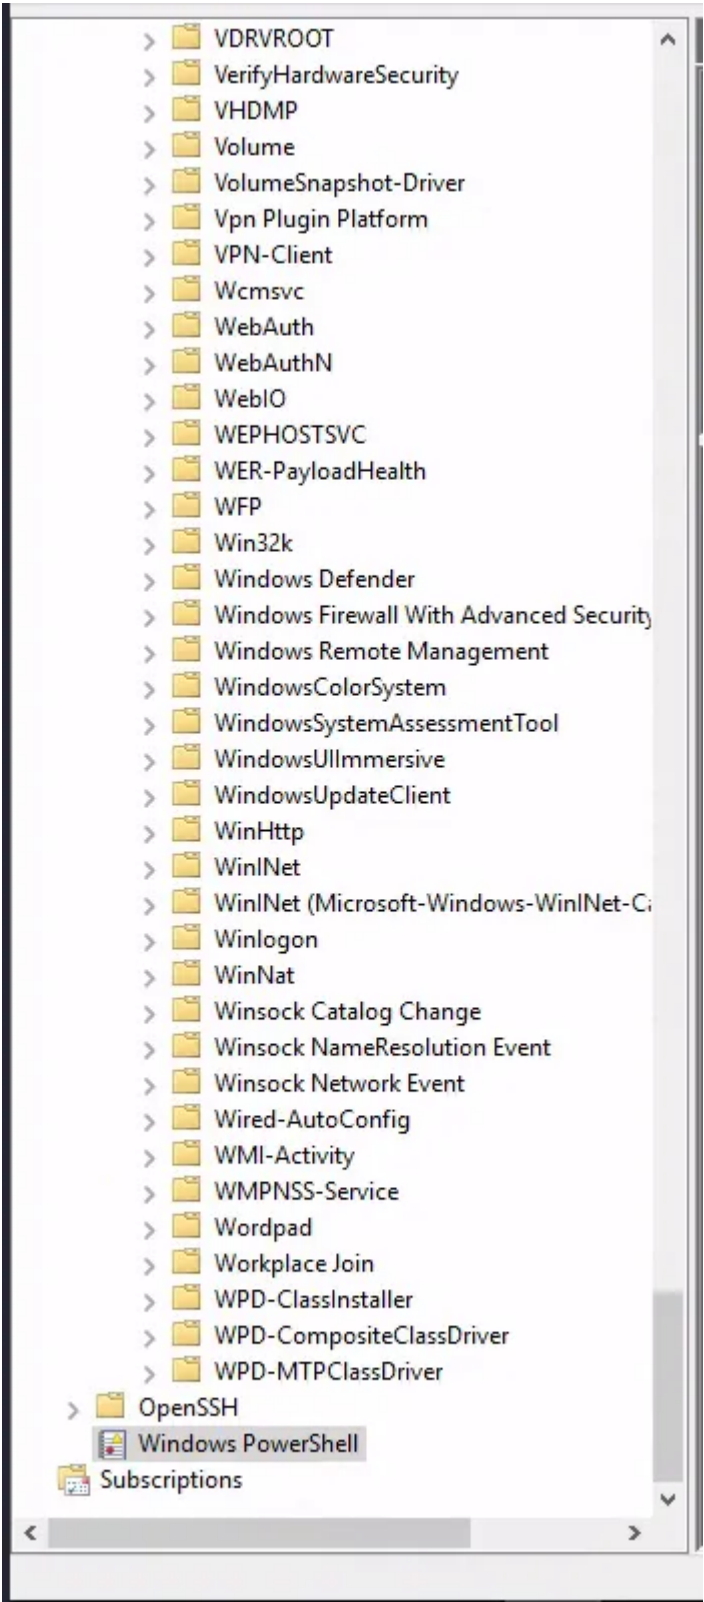 VDRVROOT
VerifyHardwareSecurity
VHDMP
Volume
VolumeSnapshot-Driver
Vpn Plugin Platform
VPN-Client
Wcmsvc
WebAuth
WebAuthN
WebIO
WEPHOSTSVC
WER-PayloadHealth
WFP
Win32k
Windows Defender
Windows Firewall With Advanced Security
Windows Remote Management
WindowsColorSystem
WindowsSystemAssessmentTool
WindowsUIImmersive
WindowsUpdateClient
WinHttp
WinINet
WinINet (Microsoft-Windows-WinINet-Ca
Winlogon
WinNat
Winsock Catalog Change
Winsock NameResolution Event
Winsock Network Event
Wired-AutoConfig
WMI-Activity
WMPNSS-Service
Wordpad
Workplace Join
WPD-ClassInstaller
WPD-CompositeClassDriver
WPD-MTPClassDriver
OpenSSH
Windows PowerShell
Subscriptions